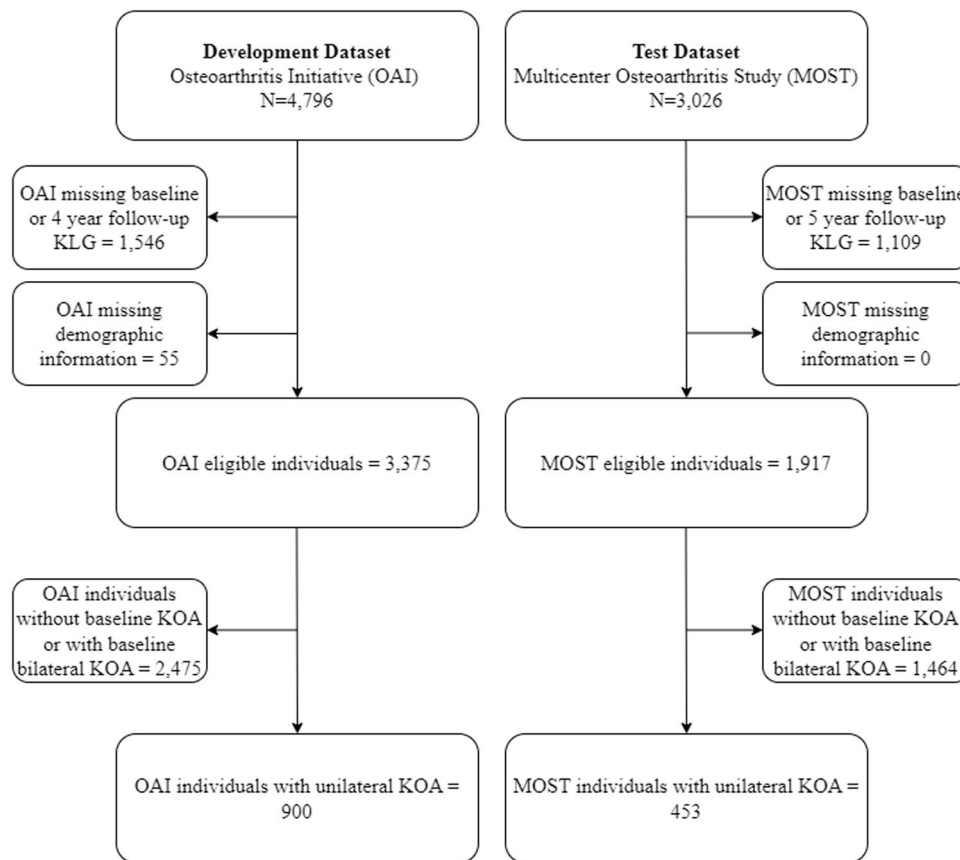 Development Dataset
Osteoarthritis Initiative (OAI)
N=4,796
Test Dataset
Multicenter Osteoarthritis Study (MOST)
N=3,026
OAI missing baseline
or 4 year follow-up
KLG = 1,546
MOST missing baseline
or 5 year follow-up
KLG = 1,109
OAI missing
demographic
information = 55
MOST missing
demographic
information = 0
OAI eligible individuals = 3,375
MOST eligible individuals = 1,917
OAI individuals
without baseline KOA
or with baseline
bilateral KOA = 2,475
MOST individuals
without baseline KOA
or with baseline
bilateral KOA = 1,464
OAI individuals with unilateral KOA =
900
MOST individuals with unilateral KOA =
453